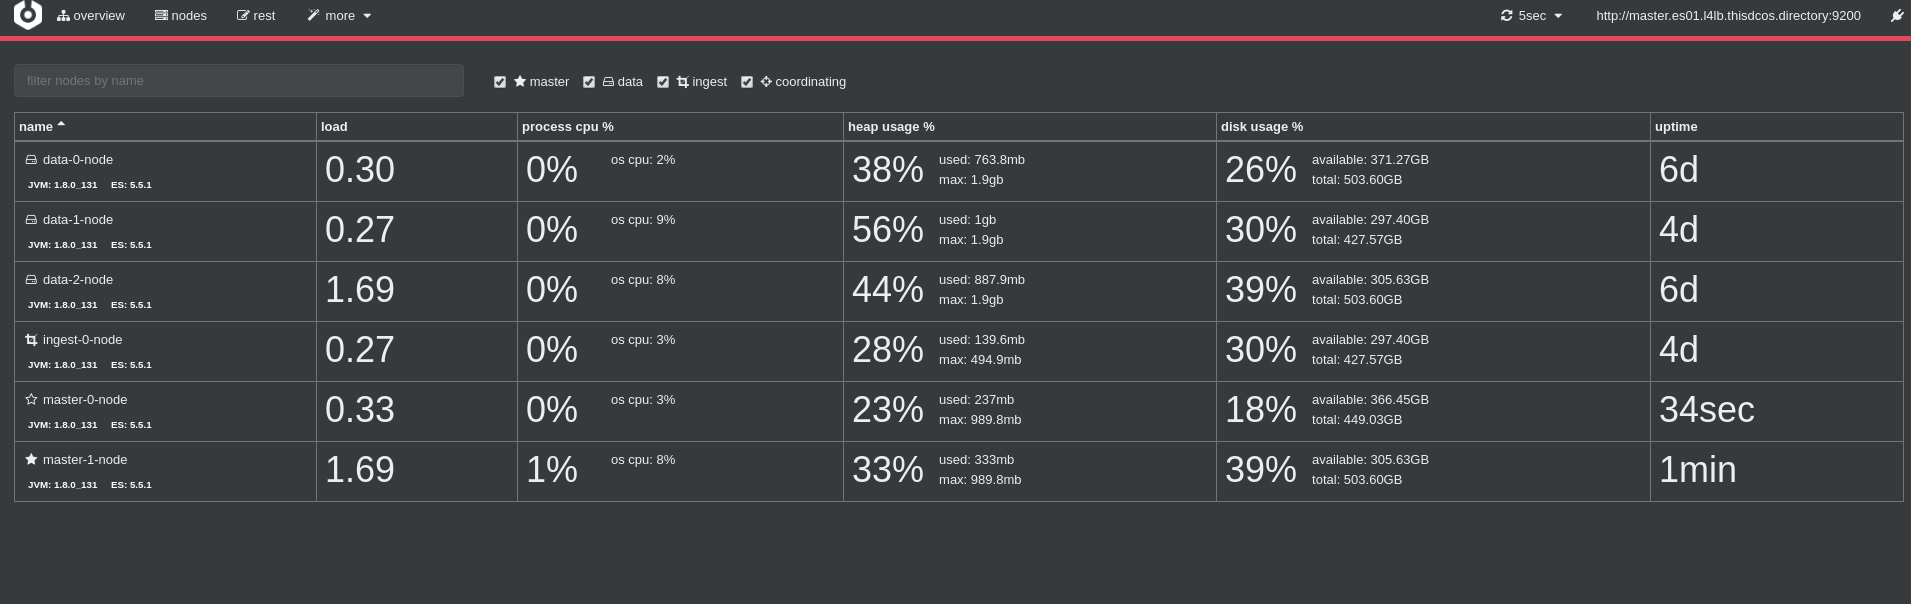 overview nodes rest more 5sec http://master.es01.l4lb.thisdcos.directory:9200
filter nodes by name master data ingest coordinating
name load process cpu % heap usage % disk usage % uptime
data-0-node 0.30 0% os cpu: 2% 38% used: 763.8mb 26% available: 371.27GB 6d
max: 1.9gb total: 503.60GB
JVM: 1.8.0_131 ES: 5.5.1
data-1-node 0.27 0% os cpu: 9% 56% used: 1gb 30% available: 297.40GB 4d
max: 1.9gb total: 427.57GB
JVM: 1.8.0_131 ES: 5.5.1
data-2-node 1.69 0% os cpu: 8% 44% used: 887.9mb 39% available: 305.63GB 6d
max: 1.9gb total: 503.60GB
JVM: 1.8.0_131 ES: 5.5.1
ingest-0-node 0.27 0% os cpu: 3% 28% used: 139.6mb 30% available: 297.40GB 4d
max: 494.9mb total: 427.57GB
JVM: 1.8.0_131 ES: 5.5.1
master-0-node 0.33 0% os cpu: 3% 23% used: 237mb 18% available: 366.45GB 34sec
max: 989.8mb total: 449.03GB
JVM: 1.8.0_131 ES: 5.5.1
master-1-node 1.69 1% os cpu: 8% 33% used: 333mb 39% available: 305.63GB 1min
max: 989.8mb total: 503.60GB
JVM: 1.8.0_131 ES: 5.5.1